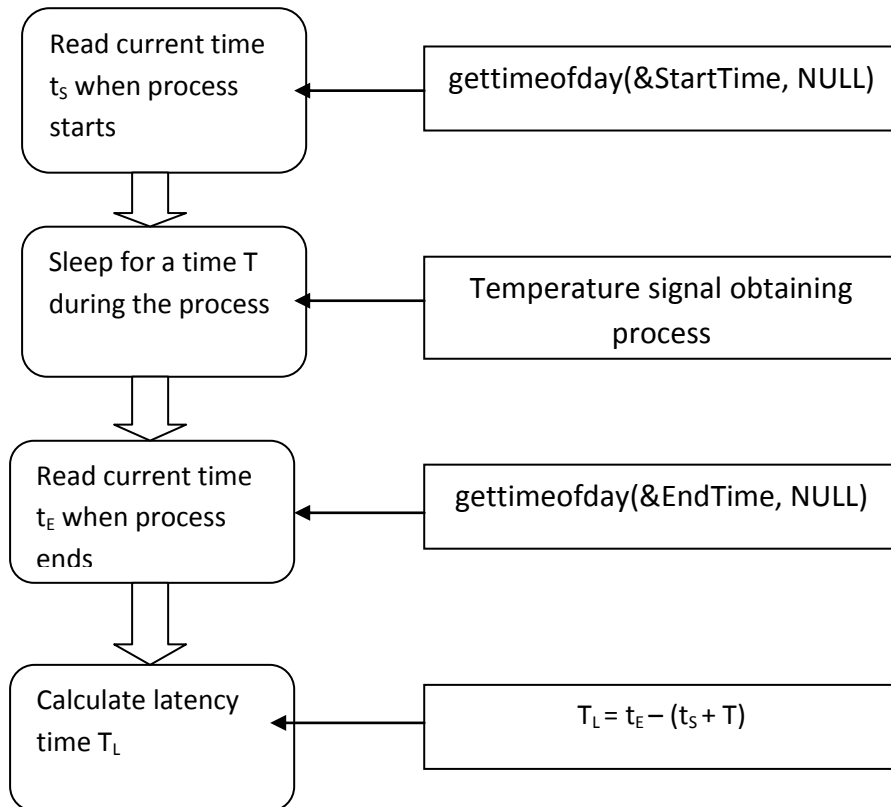 Read current time
tS when process
starts
gettimeofday(&StartTime, NULL)
Sleep for a time T
during the process
Temperature signal obtaining
process
Read current time
tE when process
ends
gettimeofday(&EndTime, NULL)
Calculate latency
time TL
TL = tE – (tS + T)